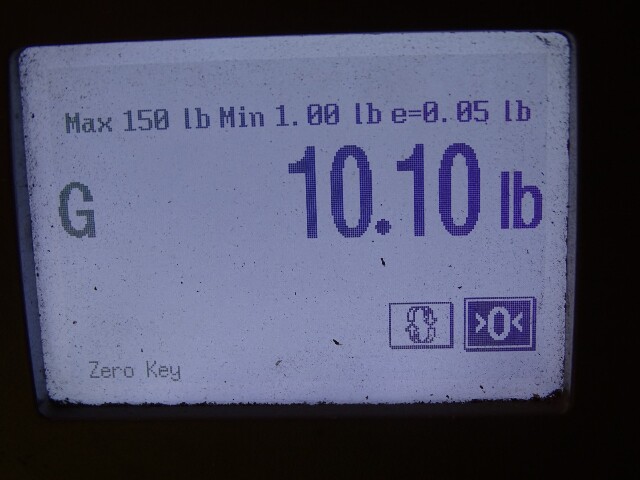 Max 150 lb Min 1.00 lb e=0.05 lb
G 10.10 lb
>0<
Zero Key